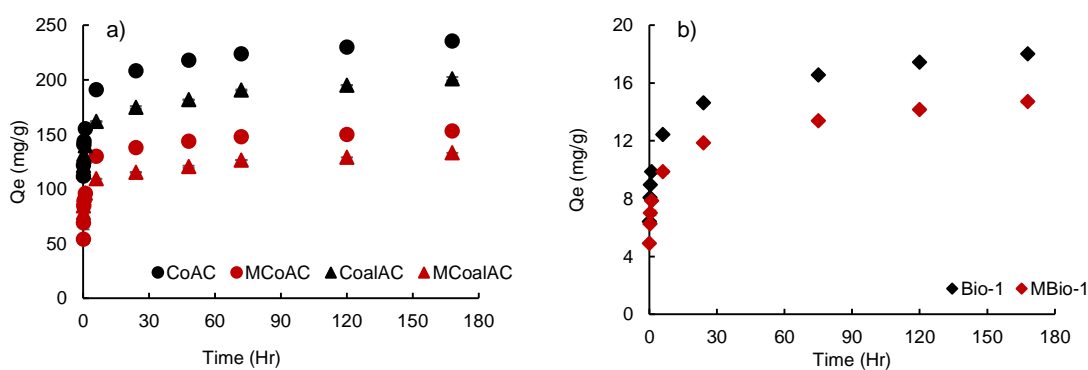 a)
250
200
150
100
50
0
Qe (mg/g)
CoAC MCoAC CoalAC MCoalAC
0 30 60 90 120 150 180
Time (Hr)
b)
20
16
12
8
4
0
Qe (mg/g)
Bio-1 MBio-1
0 30 60 90 120 150 180
Time (Hr)